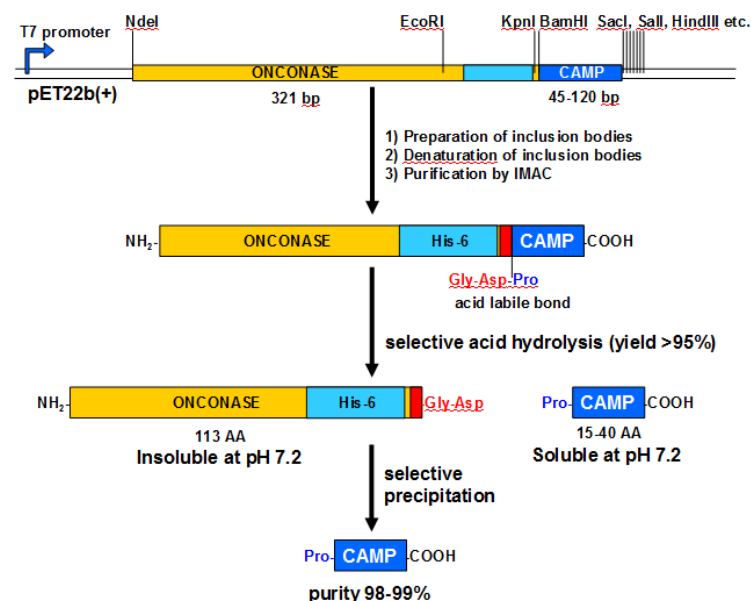 T7 promoter
NdeI
EcoRI
KpnI BamHI
SacI, SalI, HindIII etc.
ONCONASE
CAMP
pET22b(+)
321 bp
45-120 bp
1) Preparation of inclusion bodies
2) Denaturation of inclusion bodies
3) Purification by IMAC
NH2-
ONCONASE
His-6
CAMP
-COOH
Gly-Asp-Pro
acid labile bond
selective acid hydrolysis (yield >95%)
NH2-
ONCONASE
His-6
-Gly-Asp
Pro-
CAMP
-COOH
113 AA
15-40 AA
Insoluble at pH 7.2
Soluble at pH 7.2
selective
precipitation
Pro-
CAMP
-COOH
purity 98-99%